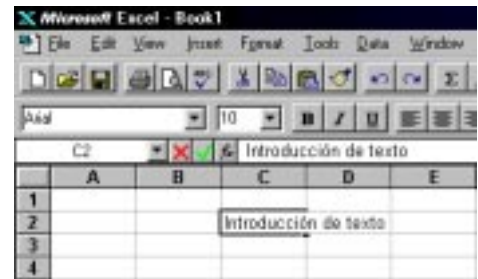 Microsoft Excel - Book1
File Edit View Insert Format Tools Data Window
Arial 10 B I U
C2 Introducción de texto
A B C D E
1
2 Introducción de texto
3
4